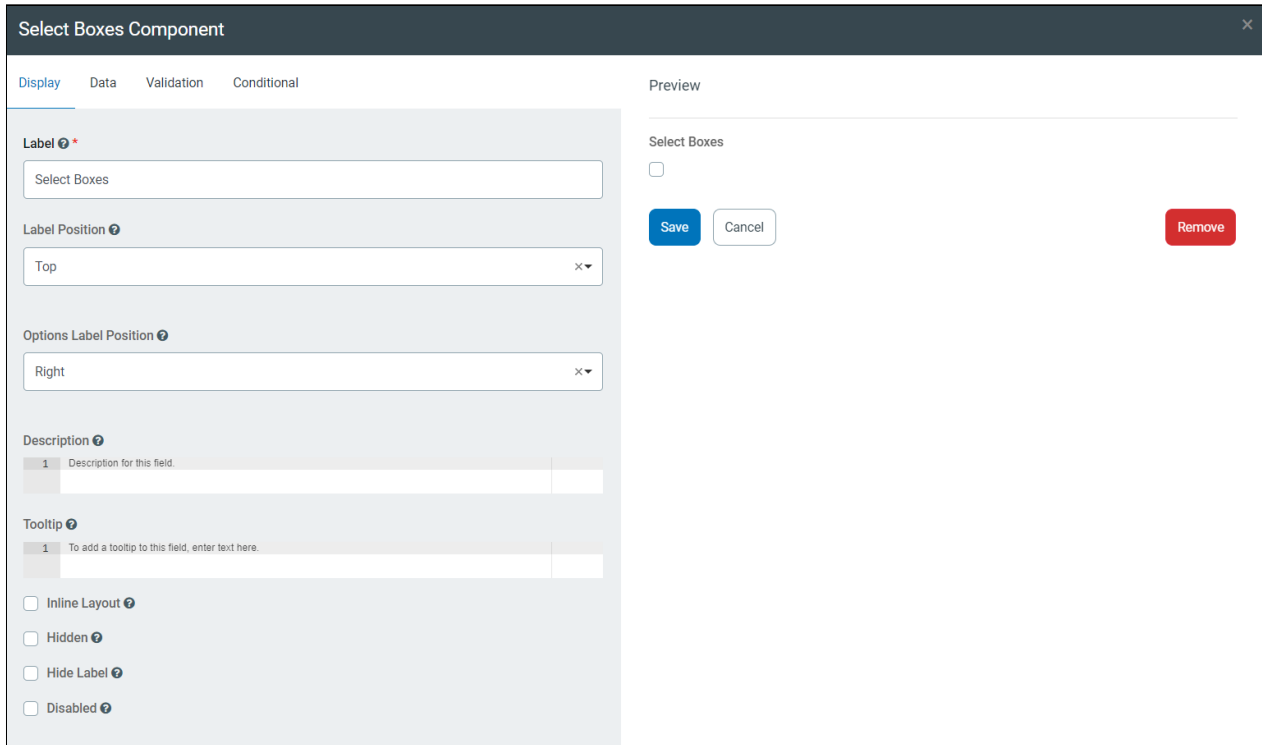 Select Boxes Component
×
Display Data Validation Conditional
Label ? *
Select Boxes
Label Position ?
Top ×
Options Label Position ?
Right ×
Description ?
1 Description for this field.
Tooltip ?
1 To add a tooltip to this field, enter text here.
Inline Layout ?
Hidden ?
Hide Label ?
Disabled ?
Preview
Select Boxes
Save Cancel Remove